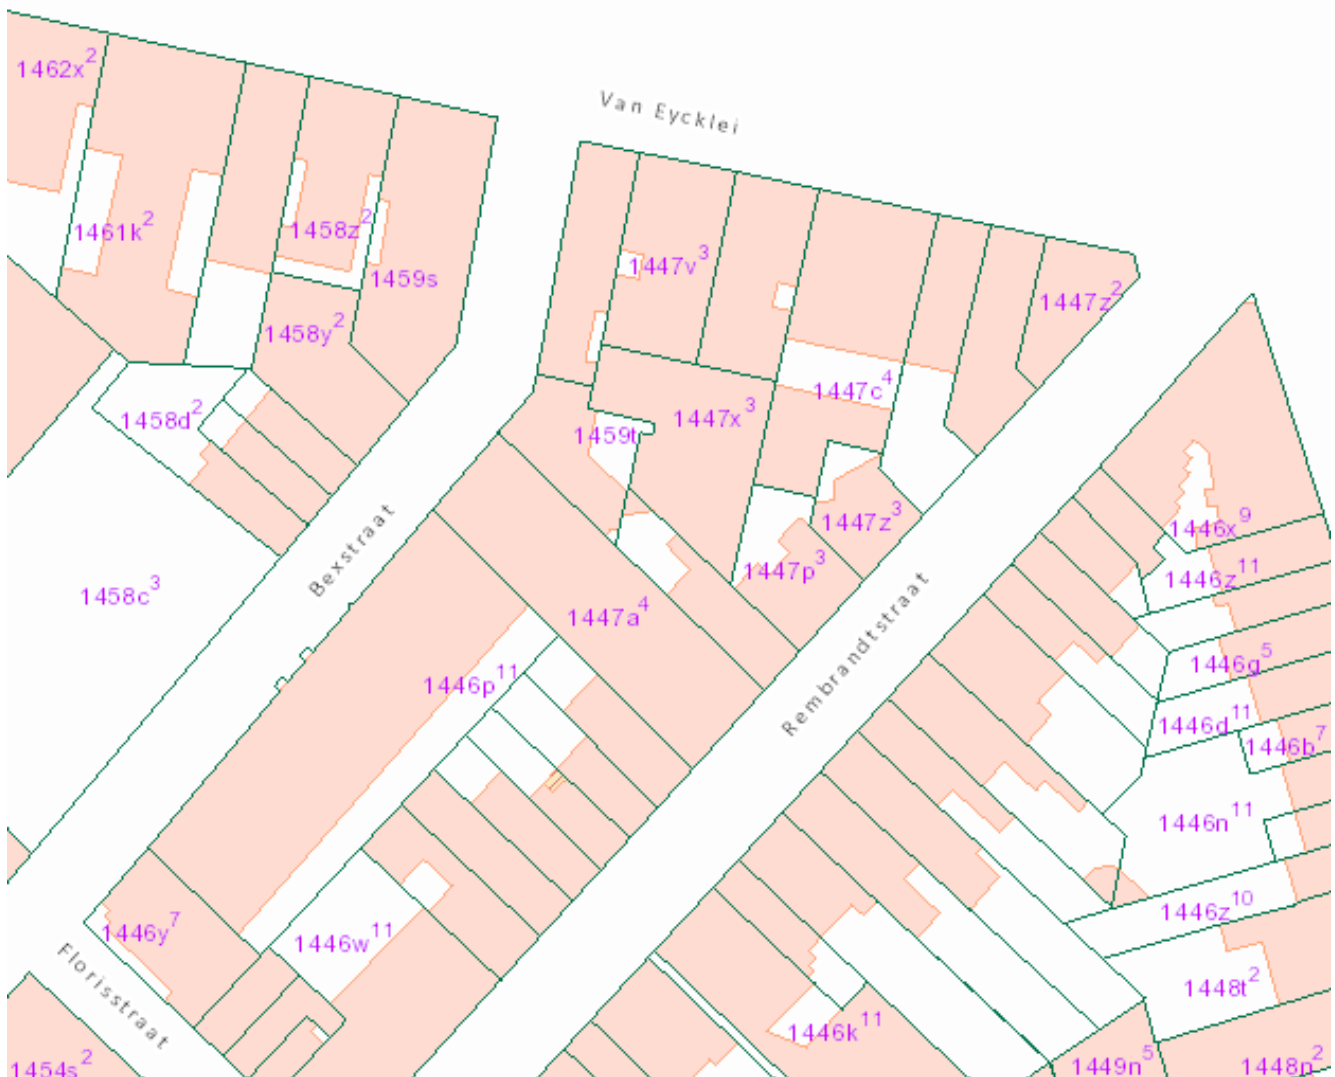 1462x²
Van Eycklei
1461k²
1458z²
1459s
1447v³
1447z²
1458y²
1447c⁴
1458d²
1447x³
1459t
1447z³
1446x⁹
Bexstraat
1447p³
1446z¹¹
1458c³
1447a⁴
Rembrandtstraat
1446g⁵
1446p¹¹
1446d¹¹
1446b⁷
1446n¹¹
1446z¹⁰
1446y⁷
1446w¹¹
Florisstraat
1448t²
1446k¹¹
1454s²
1449n⁵
1448p²